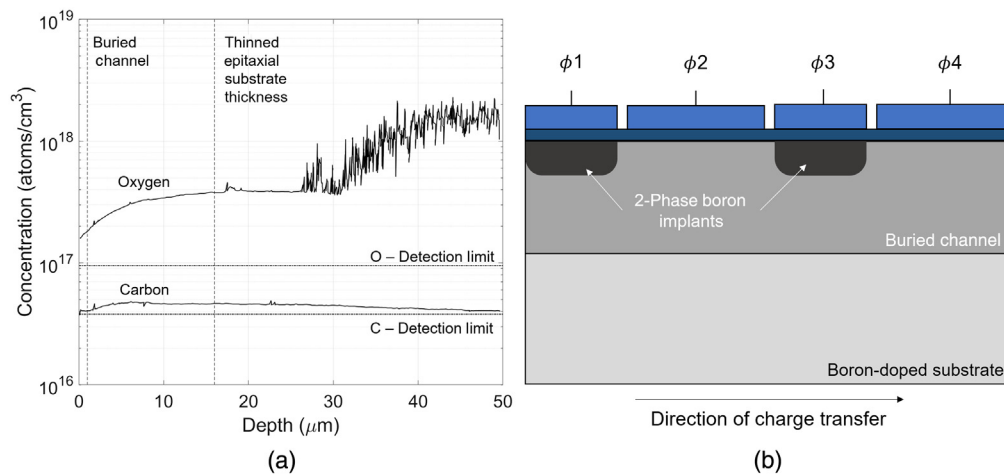 (a)
10^19
10^18
10^17
10^16
Concentration (atoms/cm^3)
Buried
channel
Thinned
epitaxial
substrate
thickness
Oxygen
O – Detection limit
Carbon
C – Detection limit
0
10
20
30
40
50
Depth (μm)
(a)
(b)
ϕ1
ϕ2
ϕ3
ϕ4
2-Phase boron
implants
Buried channel
Boron-doped substrate
Direction of charge transfer
(b)